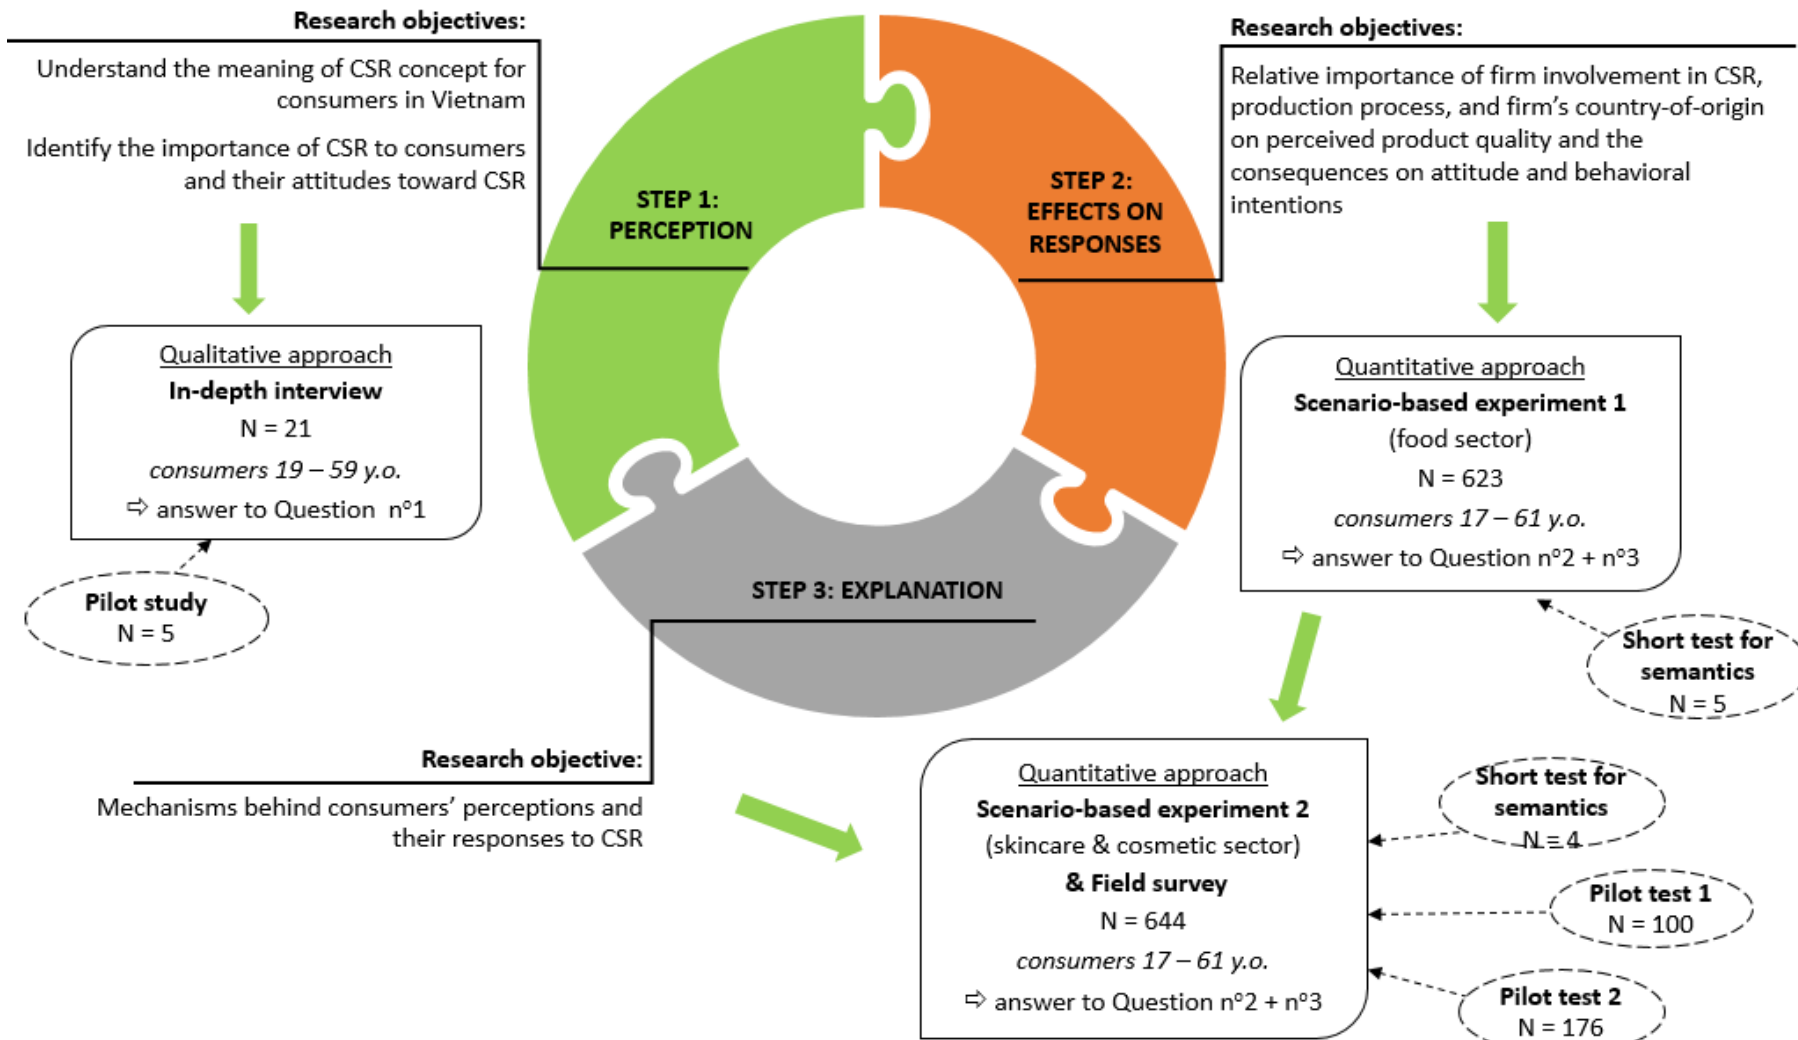 Research objectives:
Understand the meaning of CSR concept for
consumers in Vietnam
Identify the importance of CSR to consumers
and their attitudes toward CSR
STEP 1:
PERCEPTION
Qualitative approach
In-depth interview
N = 21
consumers 19 – 59 y.o.
⇨ answer to Question n°1
Pilot study
N = 5
Research objectives:
Relative importance of firm involvement in CSR,
production process, and firm's country-of-origin
on perceived product quality and the
consequences on attitude and behavioral
intentions
STEP 2:
EFFECTS ON
RESPONSES
Quantitative approach
Scenario-based experiment 1
(food sector)
N = 623
consumers 17 – 61 y.o.
⇨ answer to Question n°2 + n°3
Short test for
semantics
N = 5
STEP 3: EXPLANATION
Research objective:
Mechanisms behind consumers' perceptions and
their responses to CSR
Quantitative approach
Scenario-based experiment 2
(skincare & cosmetic sector)
& Field survey
N = 644
consumers 17 – 61 y.o.
⇨ answer to Question n°2 + n°3
Short test for
semantics
N = 4
Pilot test 1
N = 100
Pilot test 2
N = 176